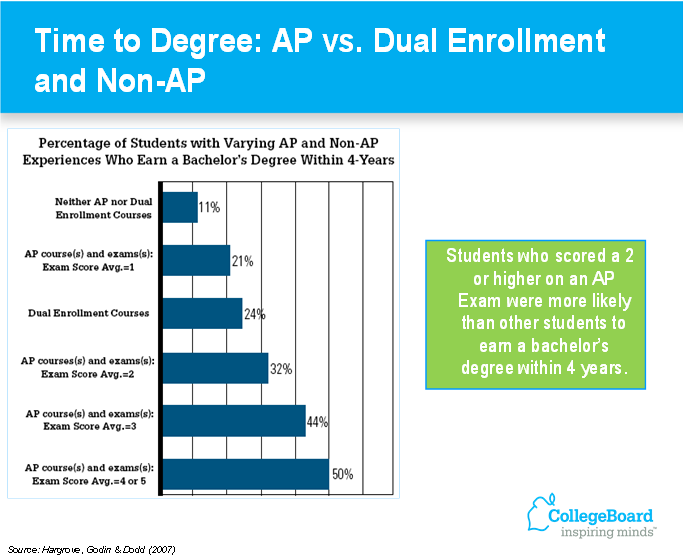 Time to Degree: AP vs. Dual Enrollment
and Non-AP
Percentage of Students with Varying AP and Non-AP
Experiences Who Earn a Bachelor's Degree Within 4-Years
Neither AP nor Dual
Enrollment Courses
11%
AP course(s) and exams(s):
Exam Score Avg.=1
21%
Dual Enrollment Courses
24%
AP courses(s) and exams(s):
Exam Score Avg.=2
32%
AP course(s) and exams(s):
Exam Score Avg.=3
44%
AP course(s) and exams(s):
Exam Score Avg.=4 or 5
50%
Students who scored a 2
or higher on an AP
Exam were more likely
than other students to
earn a bachelor's
degree within 4 years.
CollegeBoard
inspiring minds™
Source: Hargrove, Godin & Dodd (2007)